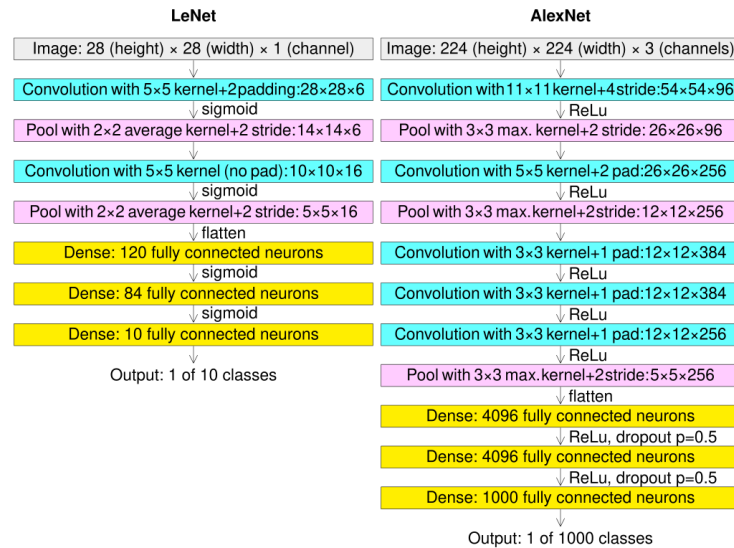 LeNet
Image: 28 (height) × 28 (width) × 1 (channel)
Convolution with 5×5 kernel+2padding:28×28×6
sigmoid
Pool with 2×2 average kernel+2 stride:14×14×6
Convolution with 5×5 kernel (no pad):10×10×16
sigmoid
Pool with 2×2 average kernel+2 stride: 5×5×16
flatten
Dense: 120 fully connected neurons
sigmoid
Dense: 84 fully connected neurons
sigmoid
Dense: 10 fully connected neurons
Output: 1 of 10 classes
AlexNet
Image: 224 (height) × 224 (width) × 3 (channels)
Convolution with 11×11 kernel+4 stride:54×54×96
ReLu
Pool with 3×3 max. kernel+2 stride: 26×26×96
Convolution with 5×5 kernel+2 pad:26×26×256
ReLu
Pool with 3×3 max.kernel+2stride:12×12×256
Convolution with 3×3 kernel+1 pad:12×12×384
ReLu
Convolution with 3×3 kernel+1 pad:12×12×384
ReLu
Convolution with 3×3 kernel+1 pad:12×12×256
ReLu
Pool with 3×3 max.kernel+2stride:5×5×256
flatten
Dense: 4096 fully connected neurons
ReLu, dropout p=0.5
Dense: 4096 fully connected neurons
ReLu, dropout p=0.5
Dense: 1000 fully connected neurons
Output: 1 of 1000 classes